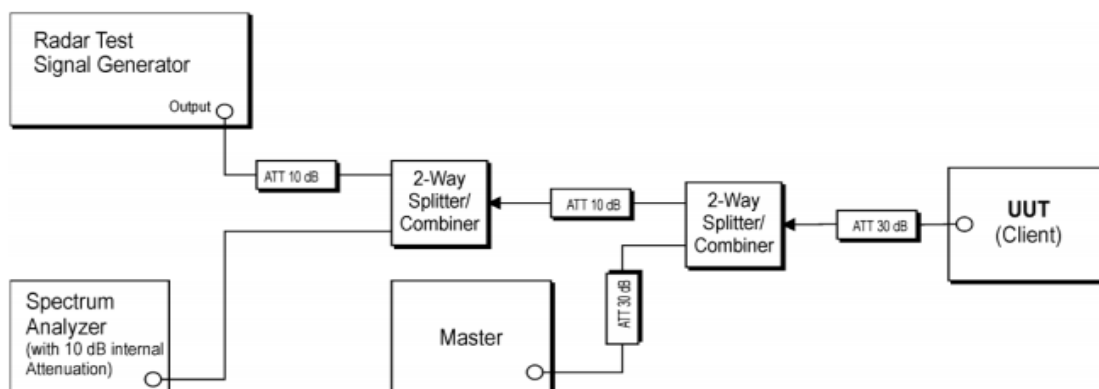 Radar Test
Signal Generator
Output
ATT 10 dB
2-Way
Splitter/
Combiner
ATT 10 dB
2-Way
Splitter/
Combiner
ATT 30 dB
UUT
(Client)
Spectrum
Analyzer
(with 10 dB internal
Attenuation)
Master
ATT 30 dB